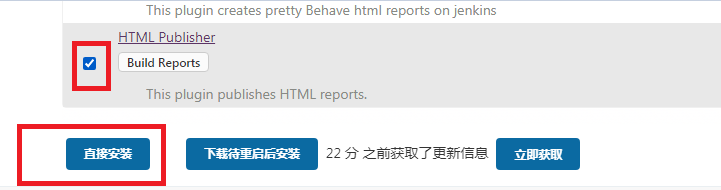 This plugin creates pretty Behave html reports on jenkins
HTML Publisher
Build Reports
This plugin publishes HTML reports.
直接安装 下载待重启后安装 22 分 之前获取了更新信息 立即获取